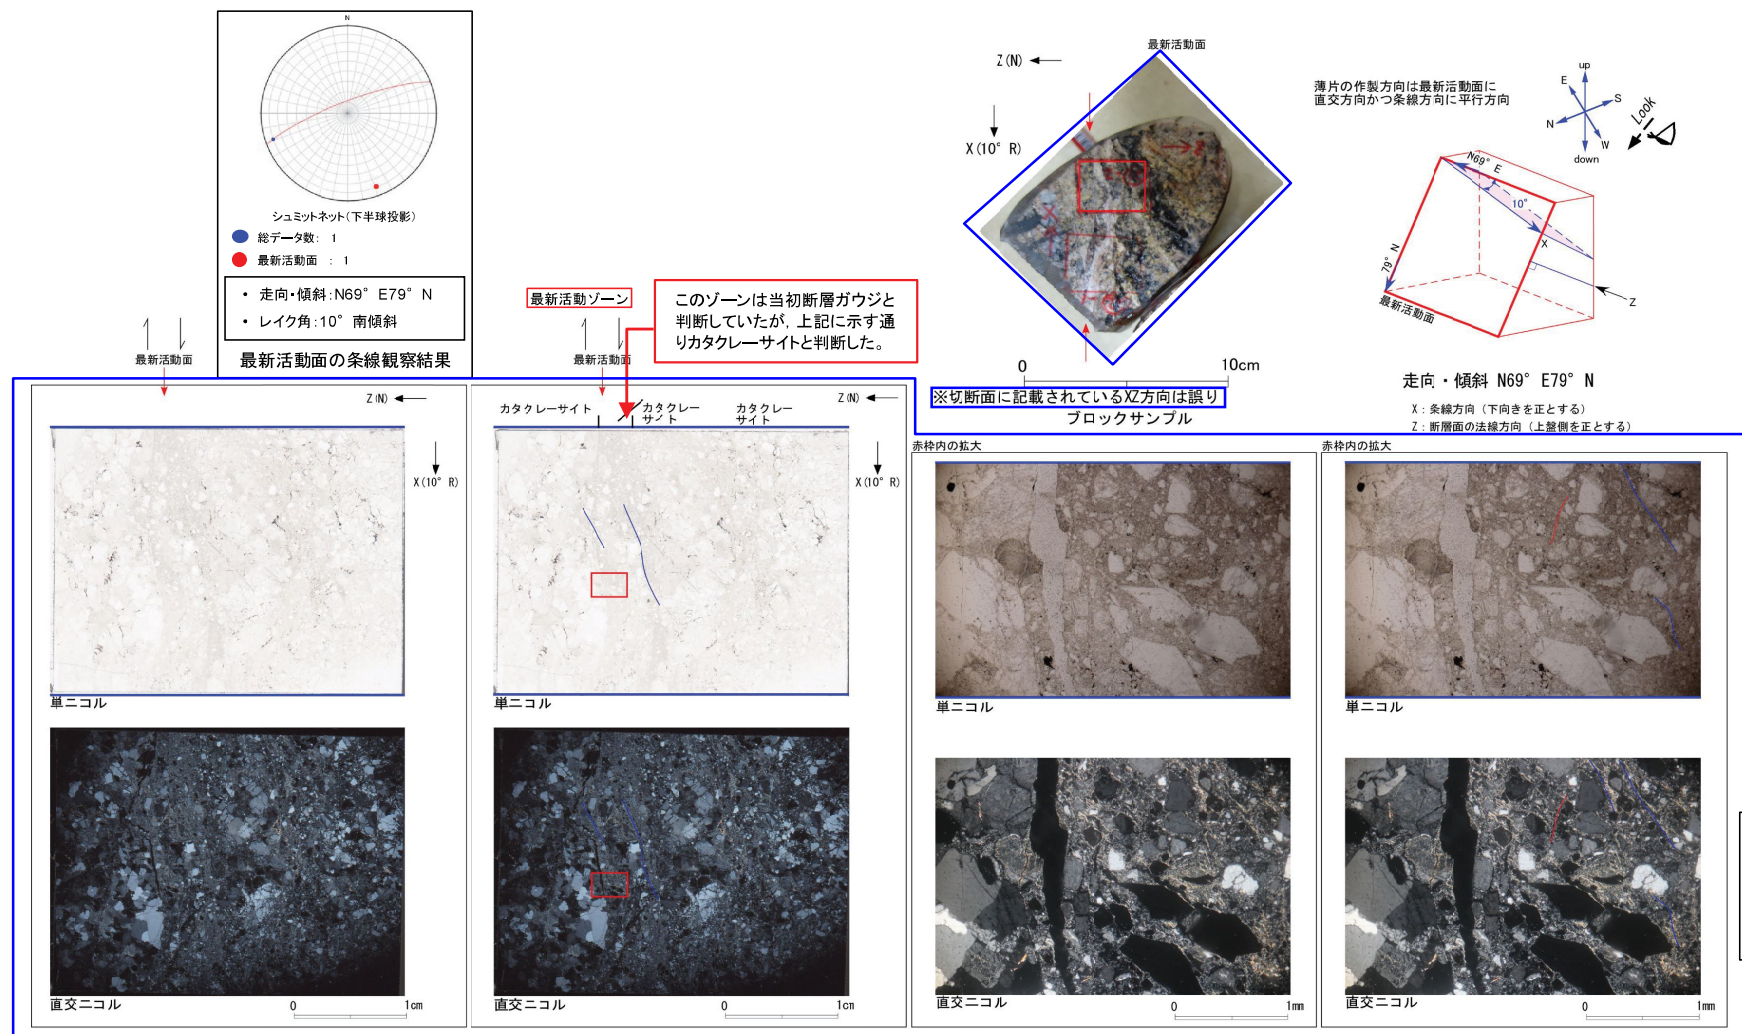 N
シュミットネット(下半球投影)
総データ数: 1
最新活動面 : 1
・ 走向・傾斜:N69° E79° N
・ レイク角:10° 南傾斜
最新活動面の条線観察結果
最新活動面
最新活動ゾーン
最新活動面
このゾーンは当初断層ガウジと
判断していたが, 上記に示す通
りカタクレーサイトと判断した。
Z(N)
X(10° R)
カタクレーサイト
カタクレー
サイト
カタクレー
サイト
Z(N)
X(10° R)
単ニコル
単ニコル
直交ニコル
0 1cm
直交ニコル
0 1cm
最新活動面
Z(N)
X(10° R)
0 10cm
※切断面に記載されているXZ方向は誤り
ブロックサンプル
薄片の作製方向は最新活動面に
直交方向かつ条線方向に平行方向
up
E
S
N
W
down
Look
N69° E
10°
X
79° N
Z
最新活動面
走向・傾斜 N69° E79° N
X : 条線方向 (下向きを正とする)
Z : 断層面の法線方向 (上盤側を正とする)
赤枠内の拡大
赤枠内の拡大
単ニコル
単ニコル
直交ニコル
0 1mm
直交ニコル
0 1mm